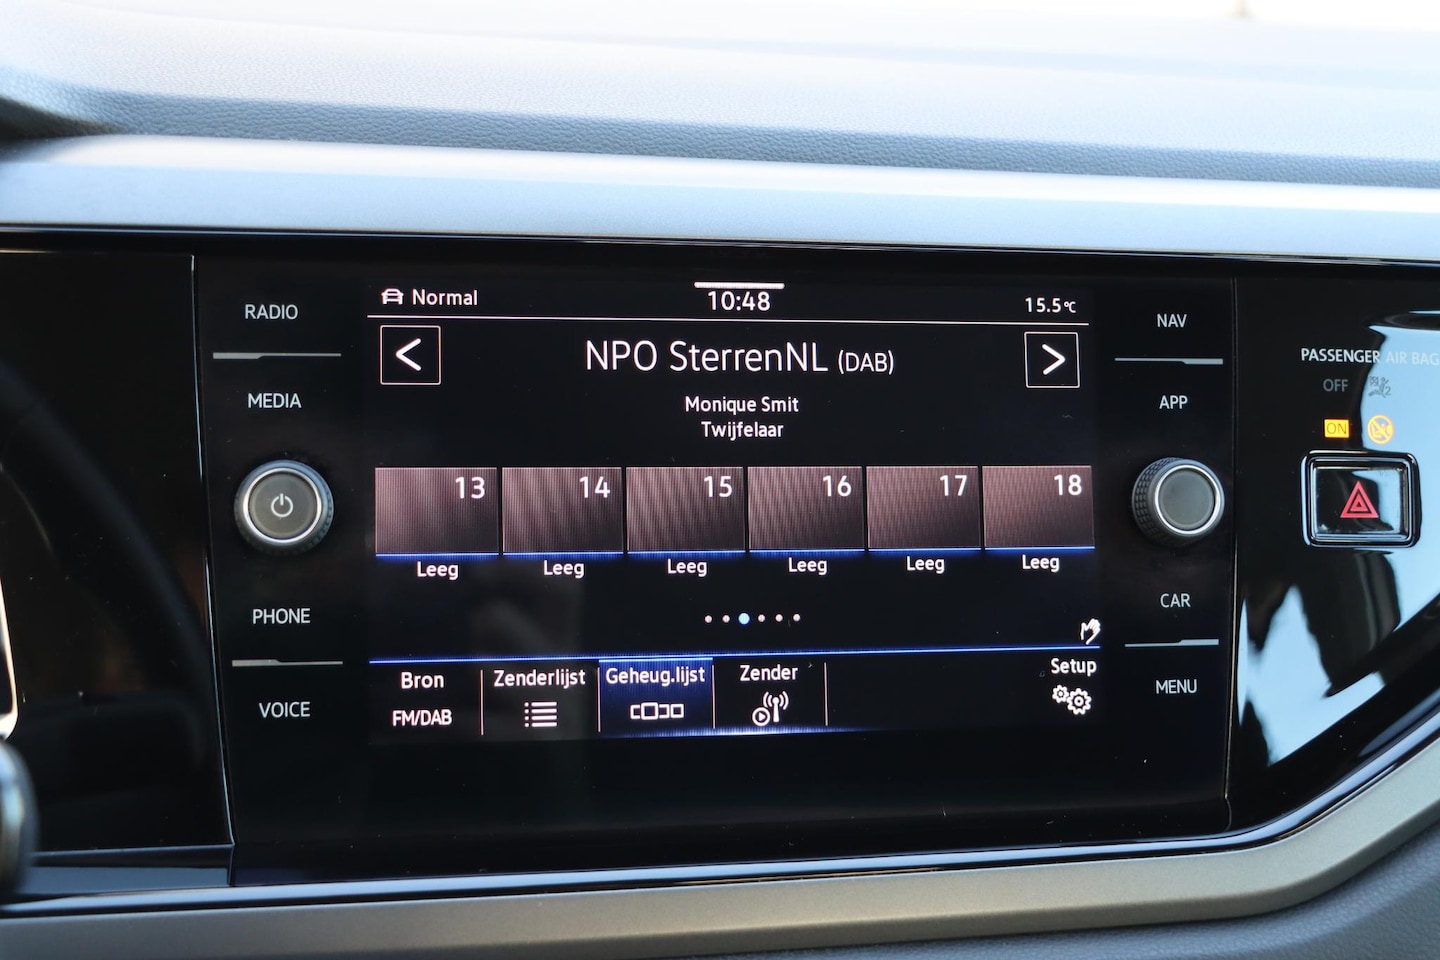 Normal
10:48
15.5°C
NPO SterrenNL (DAB)
Monique Smit
Twijfelaar
13 14 15 16 17 18
Leeg Leeg Leeg Leeg Leeg Leeg
Bron
FM/DAB
Zenderlijst
Geheug.lijst
Zender
Setup
RADIO
MEDIA
PHONE
VOICE
NAV
APP
CAR
MENU
PASSENGER AIR BAG
OFF
ON